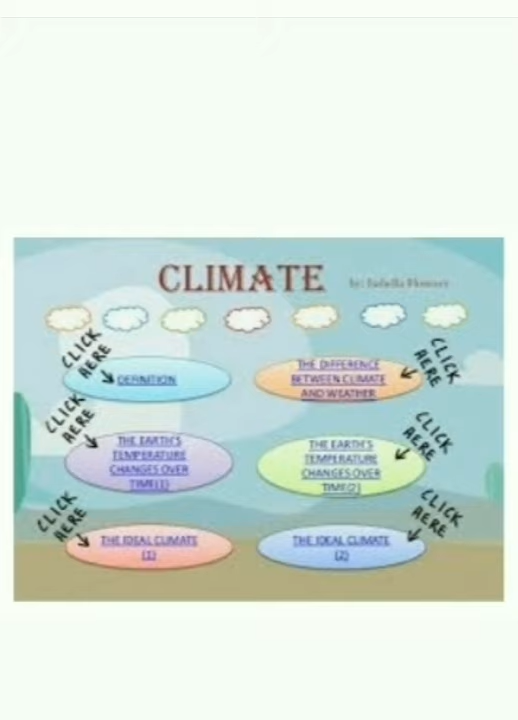 CLIMATE by: Isabella
CLICK
HERE
DEFINITION
CLICK
HERE
THE DIFFERENCE
BETWEEN CLIMATE
AND WEATHER
CLICK
HERE
THE EARTH'S
TEMPERATURE
CHANGES OVER
TIME(1)
CLICK
HERE
THE EARTH'S
TEMPERATURE
CHANGES OVER
TIME(2)
CLICK
HERE
THE IDEAL CLIMATE
(1)
CLICK
HERE
THE IDEAL CLIMATE
(2)